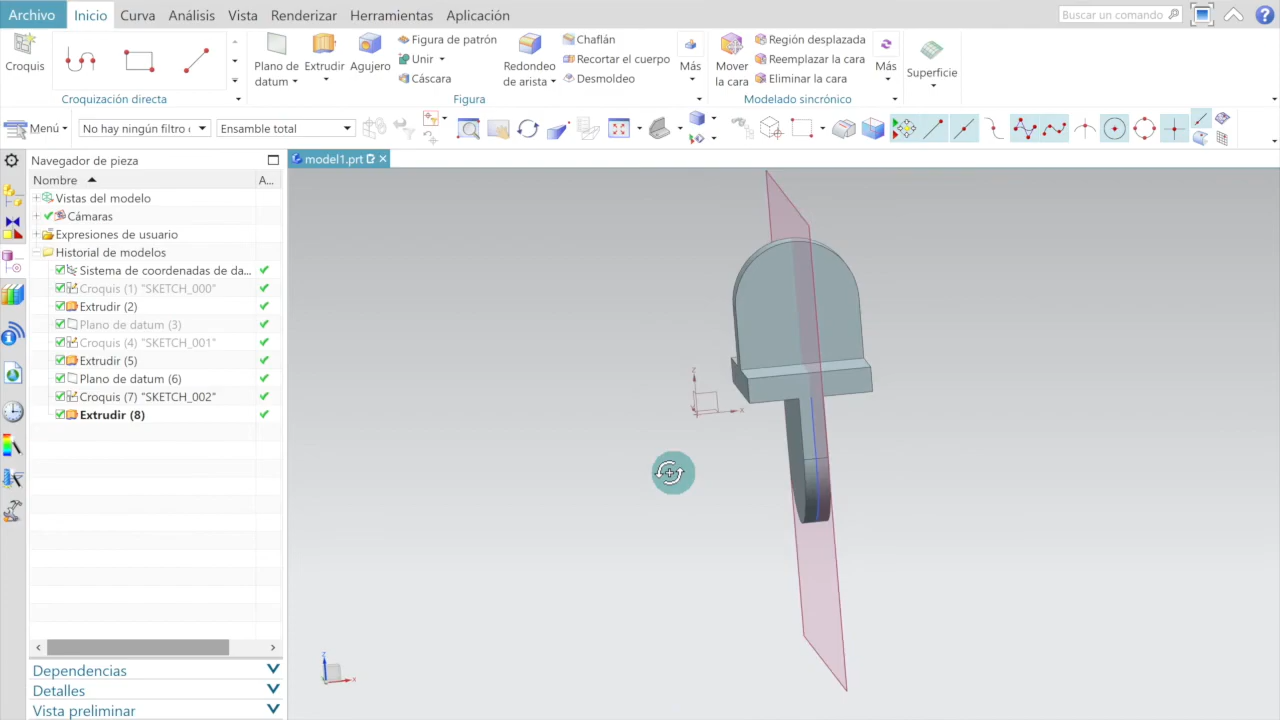 Archivo Inicio Curva Análisis Vista Renderizar Herramientas Aplicación Buscar un comando
Croquis
Croquización directa
Plano de datum
Extrudir
Agujero
Figura de patrón
Unir
Cáscara
Redondeo de arista
Chaflán
Recortar el cuerpo
Desmoldeo
Más
Figura
Mover la cara
Región desplazada
Reemplazar la cara
Eliminar la cara
Más
Modelado sincrónico
Superficie
Menú No hay ningún filtro Ensamble total
Navegador de pieza
model1.prt
Nombre A...
Vistas del modelo
Cámaras
Expresiones de usuario
Historial de modelos
Sistema de coordenadas de da...
Croquis (1) "SKETCH_000"
Extrudir (2)
Plano de datum (3)
Croquis (4) "SKETCH_001"
Extrudir (5)
Plano de datum (6)
Croquis (7) "SKETCH_002"
Extrudir (8)
Z
X
Z
X
Dependencias
Detalles
Vista preliminar